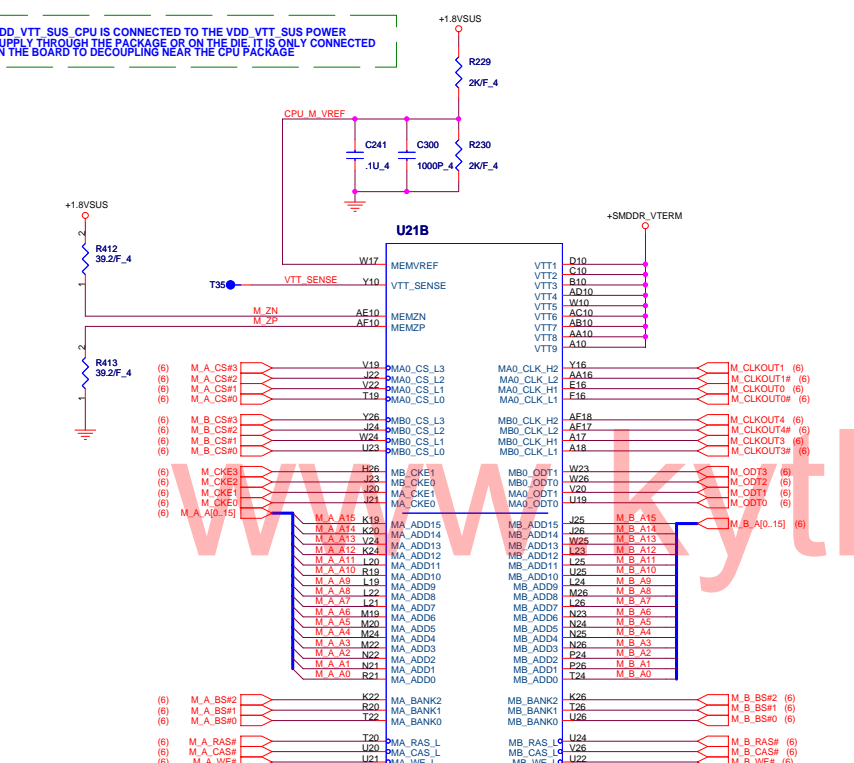 DD_VTT_SUS_CPU IS CONNECTED TO THE VDD_VTT_SUS POWER
UPPLY THROUGH THE PACKAGE OR ON THE DIE. IT IS ONLY CONNECTED
N THE BOARD TO DECOUPLING NEAR THE CPU PACKAGE
+1.8VSUS
R229
2K/F_4
CPU_M_VREF
C241
.1U_4
C300
1000P_4
R230
2K/F_4
+1.8VSUS
2
R412
39.2/F_4
1
2
R413
39.2/F_4
1
+SMDDR_VTERM
U21B
W17 MEMVREF
T35 VTT_SENSE Y10 VTT_SENSE
M_ZN AE10 MEMZN
M_ZP AF10 MEMZP
VTT1 D10
VTT2 C10
VTT3 B10
VTT4 AD10
VTT5 W10
VTT6 AC10
VTT7 AB10
VTT8 AA10
VTT9 A10
(6) M_A_CS#3 V19 MA0_CS_L3 MA0_CLK_H2 Y16 M_CLKOUT1 (6)
(6) M_A_CS#2 J22 MA0_CS_L2 MA0_CLK_L2 AA16 M_CLKOUT1# (6)
(6) M_A_CS#1 V22 MA0_CS_L1 MA0_CLK_H1 E16 M_CLKOUT0 (6)
(6) M_A_CS#0 T19 MA0_CS_L0 MA0_CLK_L1 F16 M_CLKOUT0# (6)
(6) M_B_CS#3 Y26 MB0_CS_L3 MB0_CLK_H2 AF18 M_CLKOUT4 (6)
(6) M_B_CS#2 J24 MB0_CS_L2 MB0_CLK_L2 AF17 M_CLKOUT4# (6)
(6) M_B_CS#1 W24 MB0_CS_L1 MB0_CLK_H1 A17 M_CLKOUT3 (6)
(6) M_B_CS#0 U23 MB0_CS_L0 MB0_CLK_L1 A18 M_CLKOUT3# (6)
(6) M_CKE3 H26 MB_CKE1 MB0_ODT1 W23 M_ODT3 (6)
(6) M_CKE2 J23 MB_CKE0 MB0_ODT0 W26 M_ODT2 (6)
(6) M_CKE1 J20 MA_CKE1 MA0_ODT1 V20 M_ODT1 (6)
(6) M_CKE0 J21 MA_CKE0 MA0_ODT0 U19 M_ODT0 (6)
(6) M_A_A[0..15]
M_B_A[0..15] (6)
M_A_A15 K19 MA_ADD15 MB_ADD15 J25 M_B_A15
M_A_A14 K20 MA_ADD14 MB_ADD14 J26 M_B_A14
M_A_A13 V24 MA_ADD13 MB_ADD13 W25 M_B_A13
M_A_A12 K24 MA_ADD12 MB_ADD12 L23 M_B_A12
M_A_A11 L20 MA_ADD11 MB_ADD11 L25 M_B_A11
M_A_A10 R19 MA_ADD10 MB_ADD10 U25 M_B_A10
M_A_A9 L19 MA_ADD9 MB_ADD9 L24 M_B_A9
M_A_A8 L22 MA_ADD8 MB_ADD8 M26 M_B_A8
M_A_A7 L21 MA_ADD7 MB_ADD7 L26 M_B_A7
M_A_A6 M19 MA_ADD6 MB_ADD6 N23 M_B_A6
M_A_A5 M20 MA_ADD5 MB_ADD5 N24 M_B_A5
M_A_A4 M24 MA_ADD4 MB_ADD4 N25 M_B_A4
M_A_A3 M22 MA_ADD3 MB_ADD3 N26 M_B_A3
M_A_A2 N22 MA_ADD2 MB_ADD2 P24 M_B_A2
M_A_A1 N21 MA_ADD1 MB_ADD1 P26 M_B_A1
M_A_A0 R21 MA_ADD0 MB_ADD0 T24 M_B_A0
(6) M_A_BS#2 K22 MA_BANK2 MB_BANK2 K26 M_B_BS#2 (6)
(6) M_A_BS#1 R20 MA_BANK1 MB_BANK1 T26 M_B_BS#1 (6)
(6) M_A_BS#0 T22 MA_BANK0 MB_BANK0 U26 M_B_BS#0 (6)
(6) M_A_RAS# T20 MA_RAS_L MB_RAS_L U24 M_B_RAS# (6)
(6) M_A_CAS# U20 MA_CAS_L MB_CAS_L V26 M_B_CAS# (6)
(6) M_A_WE# U21 MA_WE_L MB_WE_L U22 M_B_WE# (6)
www.kyt